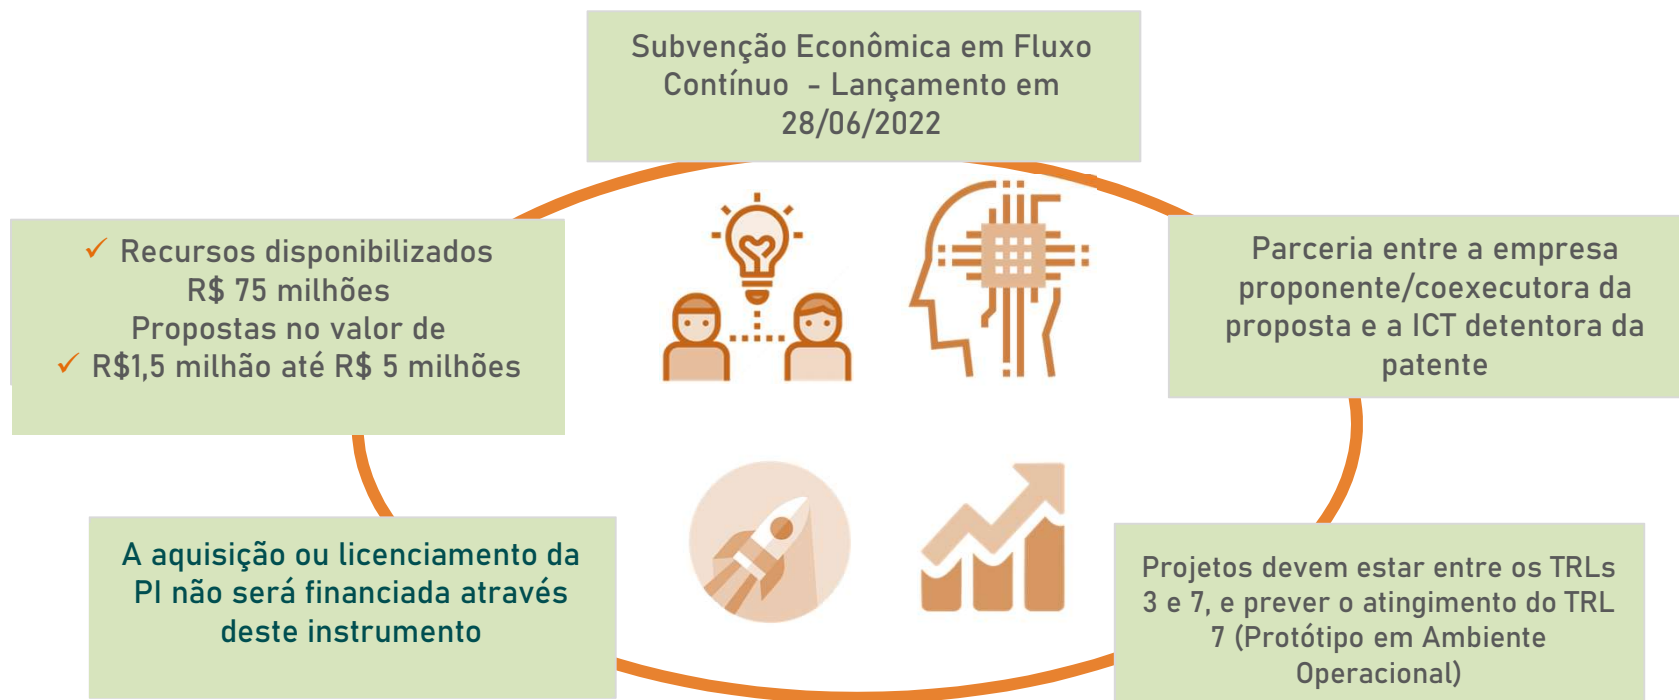 Subvenção Econômica em Fluxo
Contínuo - Lançamento em
28/06/2022
✓ Recursos disponibilizados
R$ 75 milhões
Propostas no valor de
✓ R$1,5 milhão até R$ 5 milhões
Parceria entre a empresa
proponente/coexecutora da
proposta e a ICT detentora da
patente
A aquisição ou licenciamento da
PI não será financiada através
deste instrumento
Projetos devem estar entre os TRLs
3 e 7, e prever o atingimento do TRL
7 (Protótipo em Ambiente
Operacional)